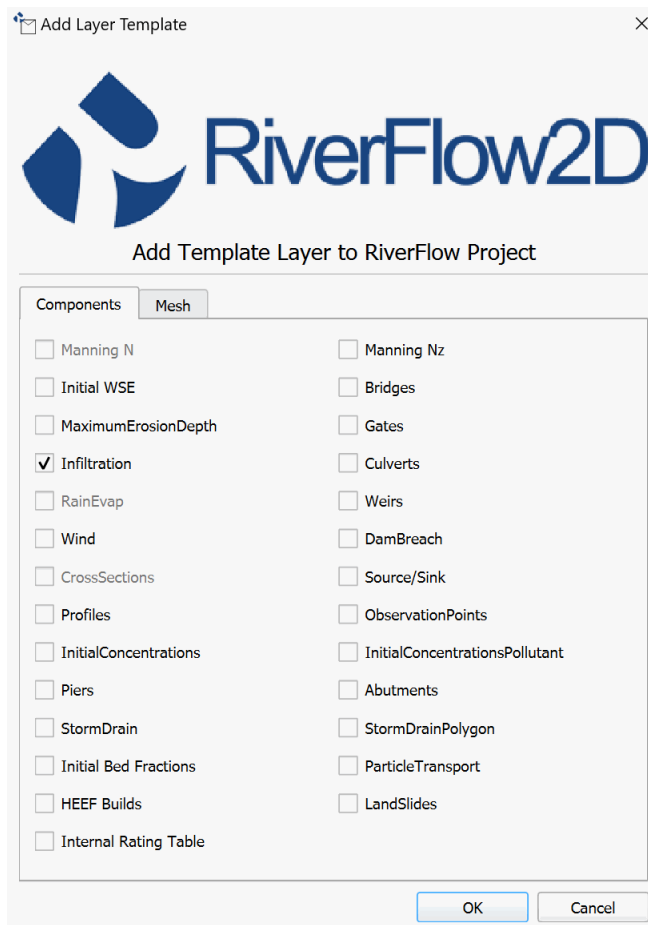 Add Layer Template
RiverFlow2D
Add Template Layer to RiverFlow Project
Components Mesh
Manning N Manning Nz
Initial WSE Bridges
MaximumErosionDepth Gates
Infiltration Culverts
RainEvap Weirs
Wind DamBreach
CrossSections Source/Sink
Profiles ObservationPoints
InitialConcentrations InitialConcentrationsPollutant
Piers Abutments
StormDrain StormDrainPolygon
Initial Bed Fractions ParticleTransport
HEEF Builds LandSlides
Internal Rating Table
OK Cancel